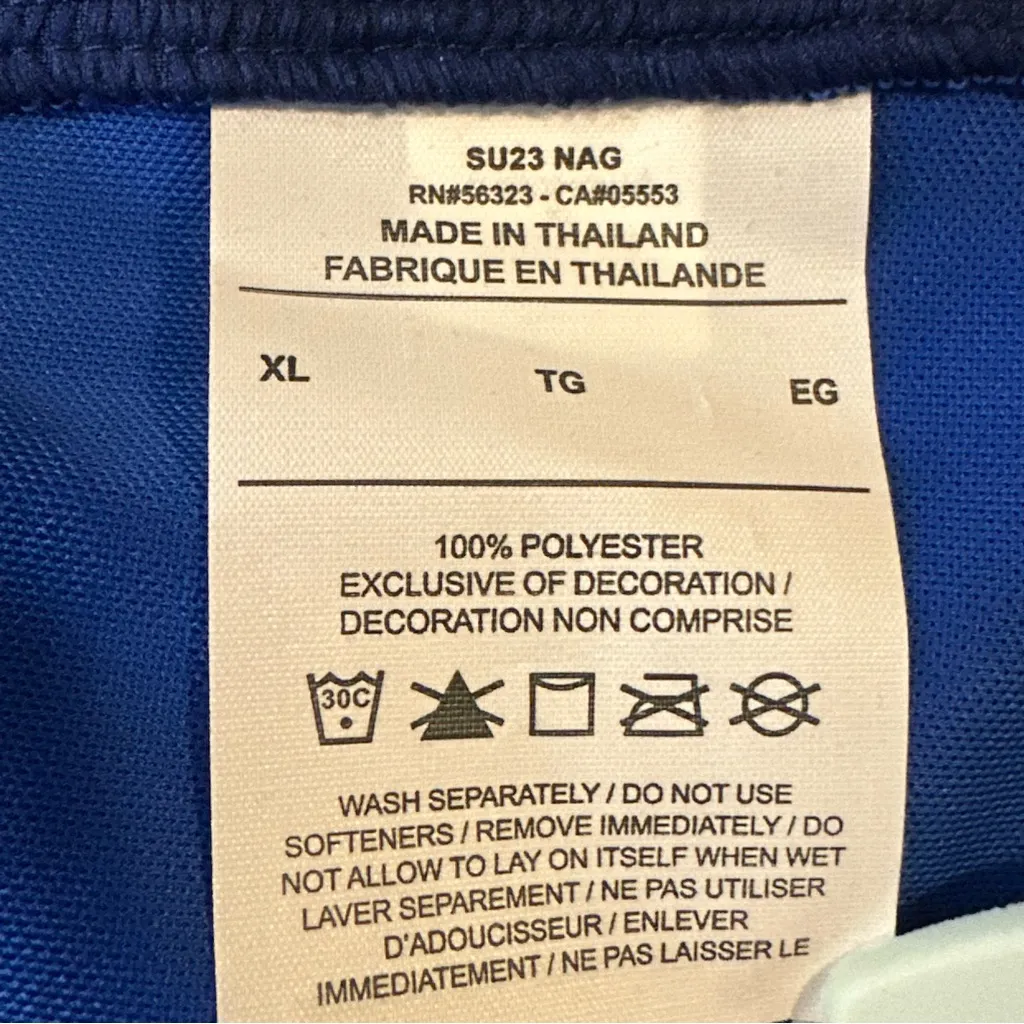 SU23 NAG
RN#56323 - CA#05553
MADE IN THAILAND
FABRIQUE EN THAILANDE
XL TG EG
100% POLYESTER
EXCLUSIVE OF DECORATION /
DECORATION NON COMPRISE
30C
WASH SEPARATELY / DO NOT USE
SOFTENERS / REMOVE IMMEDIATELY / DO
NOT ALLOW TO LAY ON ITSELF WHEN WET
LAVER SEPAREMENT / NE PAS UTILISER
D'ADOUCISSEUR / ENLEVER
IMMEDIATEMENT / NE PAS LAISSER LE